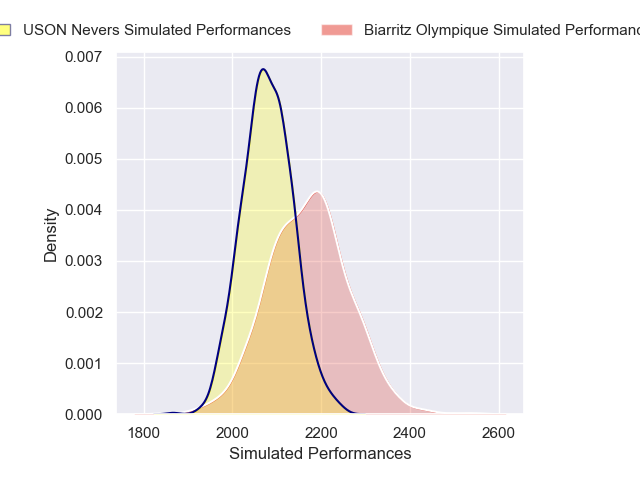 USON Nevers Simulated Performances
Biarritz Olympique Simulated Performan
0.007
0.006
0.005
0.004
0.003
0.002
0.001
0.000
Density
1800 2000 2200 2400 2600
Simulated Performances